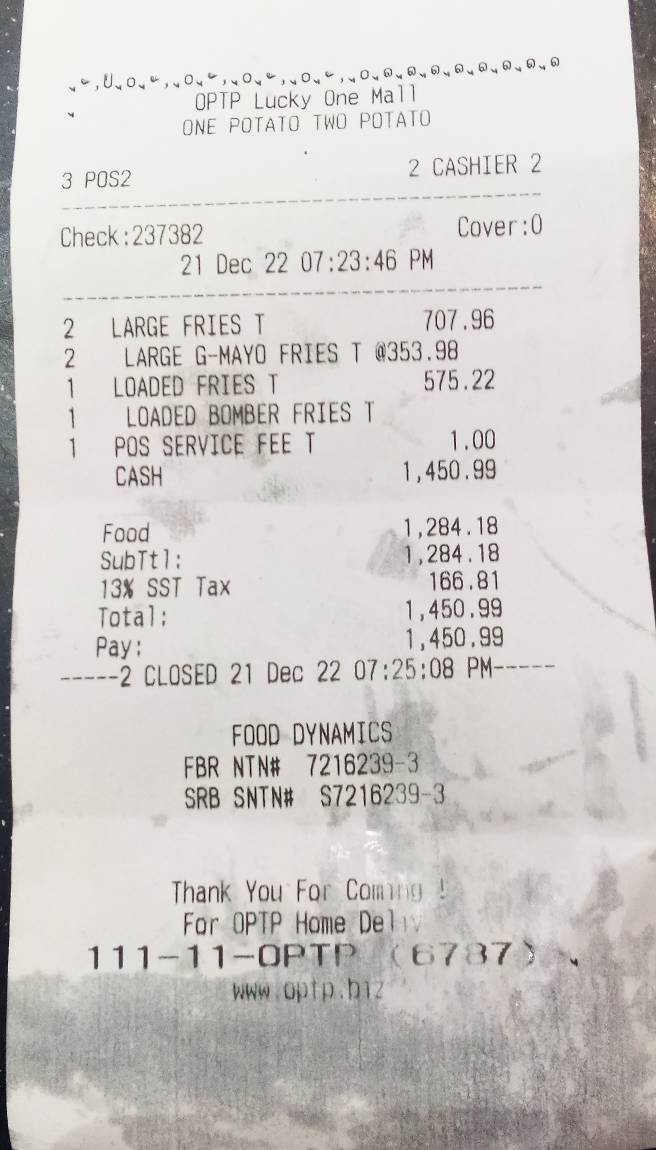 OPTP Lucky One Mall
ONE POTATO TWO POTATO
3 POS2 2 CASHIER 2
Check:237382 Cover:0
21 Dec 22 07:23:46 PM
2 LARGE FRIES T 707.96
2 LARGE G-MAYO FRIES T @353.98
1 LOADED FRIES T 575.22
1 LOADED BOMBER FRIES T
1 POS SERVICE FEE T 1.00
CASH 1,450.99
Food 1,284.18
SubTtl: 1,284.18
13% SST Tax 166.81
Total: 1,450.99
Pay: 1,450.99
-----2 CLOSED 21 Dec 22 07:25:08 PM-----
FOOD DYNAMICS
FBR NTN# 7216239-3
SRB SNTN# S7216239-3
Thank You For Coming !
For OPTP Home Deliv
111-11-OPTP (6787)
www.optp.biz